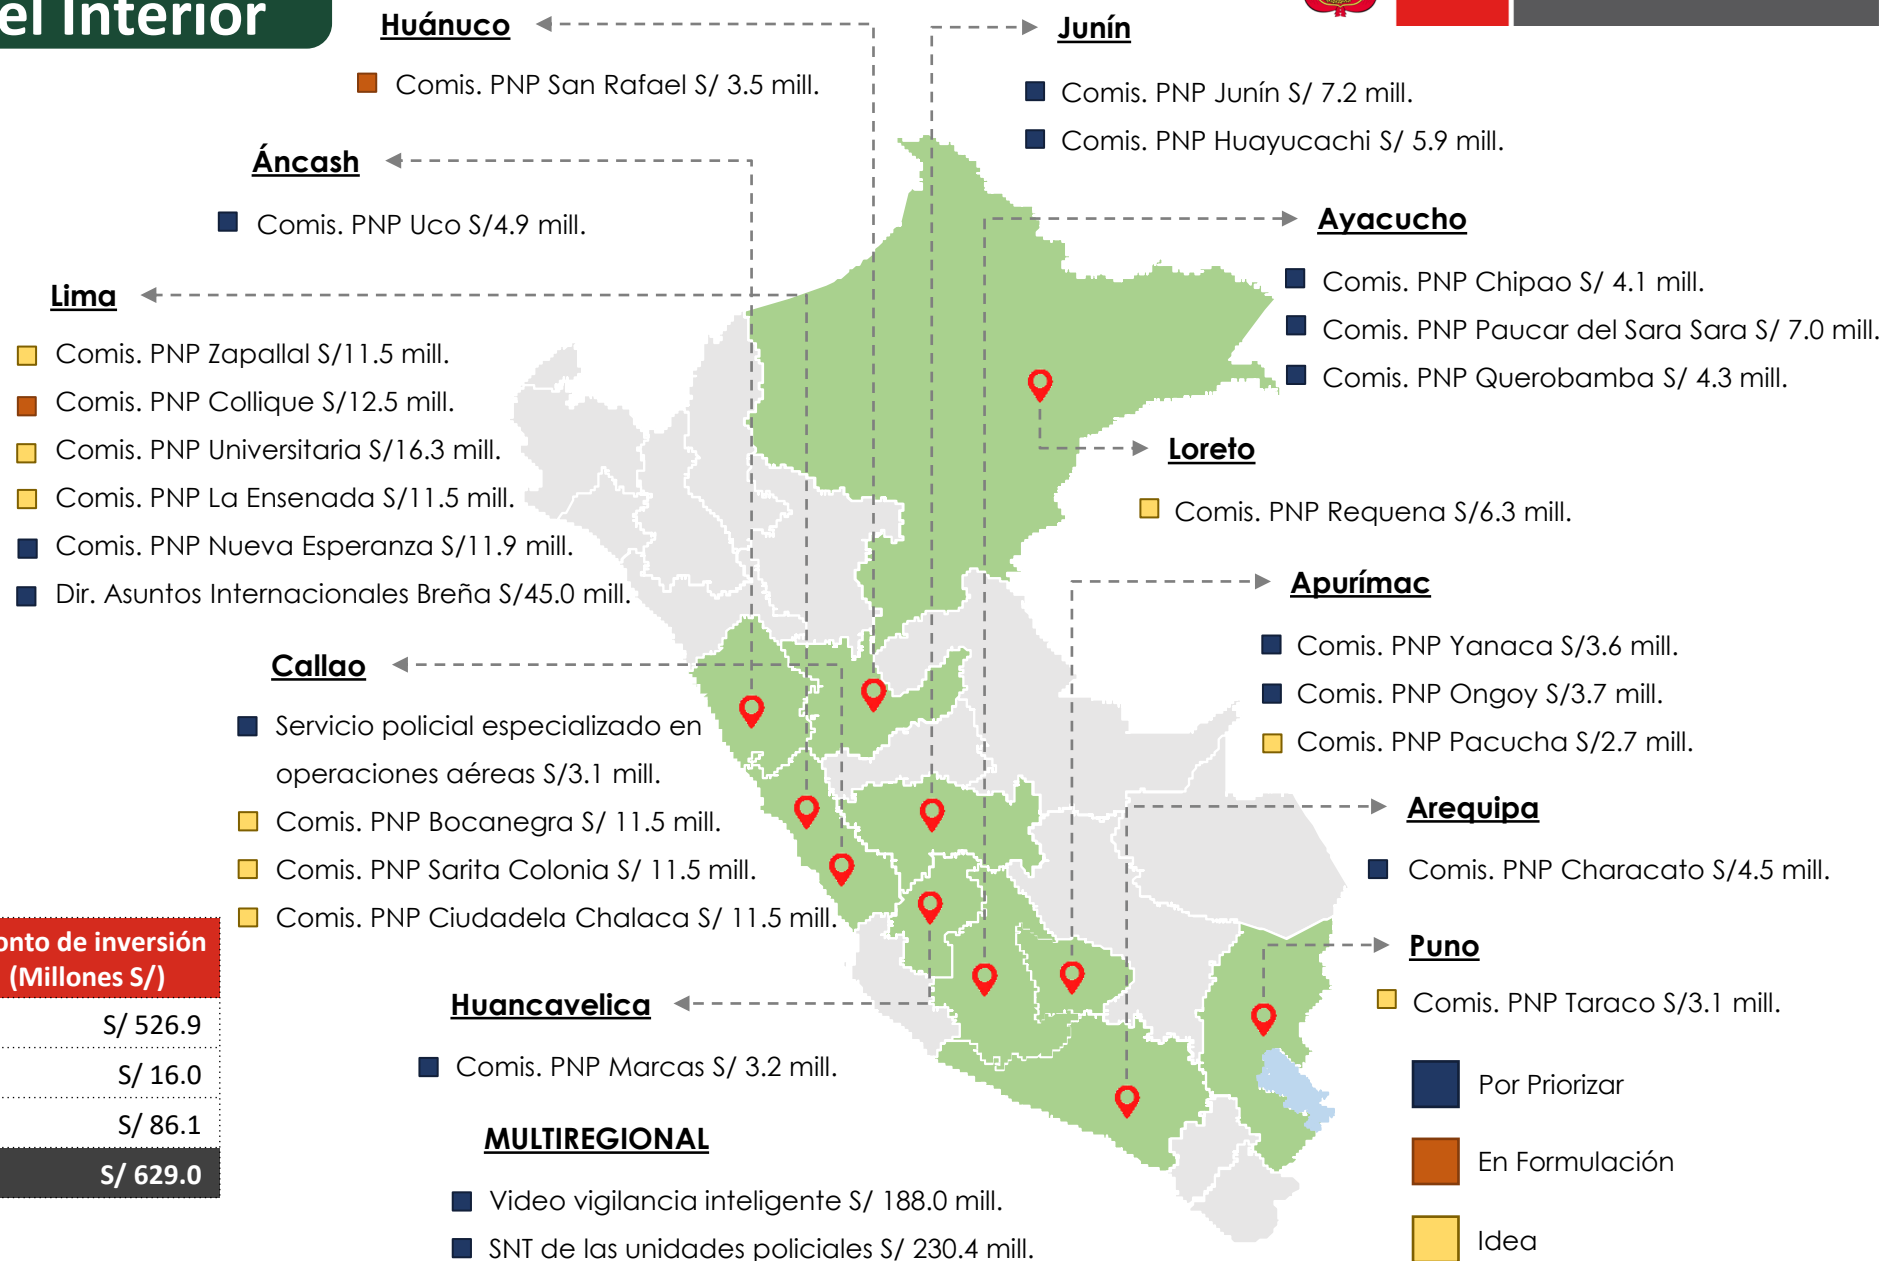 el Interior
Huánuco
Comis. PNP San Rafael S/ 3.5 mill.
Junín
Comis. PNP Junín S/ 7.2 mill.
Comis. PNP Huayucachi S/ 5.9 mill.
Áncash
Comis. PNP Uco S/4.9 mill.
Ayacucho
Comis. PNP Chipao S/ 4.1 mill.
Comis. PNP Paucar del Sara Sara S/ 7.0 mill.
Comis. PNP Querobamba S/ 4.3 mill.
Lima
Comis. PNP Zapallal S/11.5 mill.
Comis. PNP Collique S/12.5 mill.
Comis. PNP Universitaria S/16.3 mill.
Comis. PNP La Ensenada S/11.5 mill.
Comis. PNP Nueva Esperanza S/11.9 mill.
Dir. Asuntos Internacionales Breña S/45.0 mill.
Loreto
Comis. PNP Requena S/6.3 mill.
Apurímac
Comis. PNP Yanaca S/3.6 mill.
Comis. PNP Ongoy S/3.7 mill.
Comis. PNP Pacucha S/2.7 mill.
Callao
Servicio policial especializado en
operaciones aéreas S/3.1 mill.
Comis. PNP Bocanegra S/ 11.5 mill.
Comis. PNP Sarita Colonia S/ 11.5 mill.
Comis. PNP Ciudadela Chalaca S/ 11.5 mill.
Arequipa
Comis. PNP Characato S/4.5 mill.
Puno
Comis. PNP Taraco S/3.1 mill.
onto de inversión
(Millones S/)
S/ 526.9
S/ 16.0
S/ 86.1
S/ 629.0
Huancavelica
Comis. PNP Marcas S/ 3.2 mill.
MULTIREGIONAL
Video vigilancia inteligente S/ 188.0 mill.
SNT de las unidades policiales S/ 230.4 mill.
Por Priorizar
En Formulación
Idea